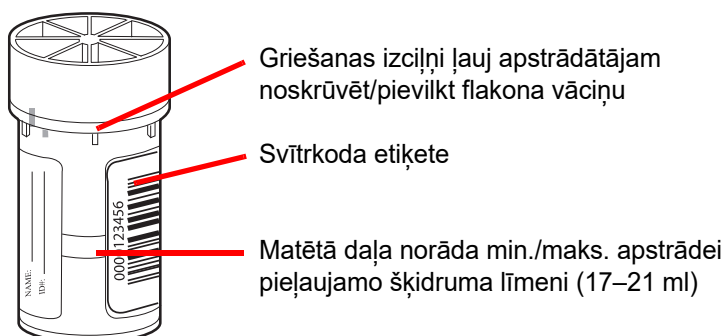 Griešanas izciļņi ļauj apstrādātājam
noskrūvēt/pievilkt flakona vāciņu
Svītrkoda etiķete
Matētā daļa norāda min./maks. apstrādei
pieļaujamo šķidruma līmeni (17–21 ml)
NAME:
ID#: